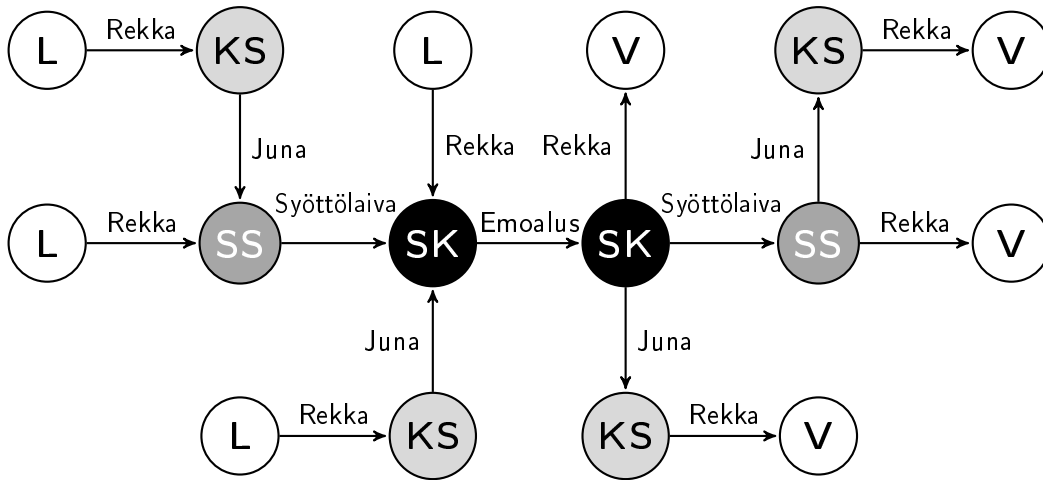 L Rekka KS L V KS Rekka V
Juna Rekka Rekka Juna
L Rekka SS Syöttölaiva SK Emoalus SK Syöttölaiva SS Rekka V
Juna Juna
L Rekka KS KS Rekka V